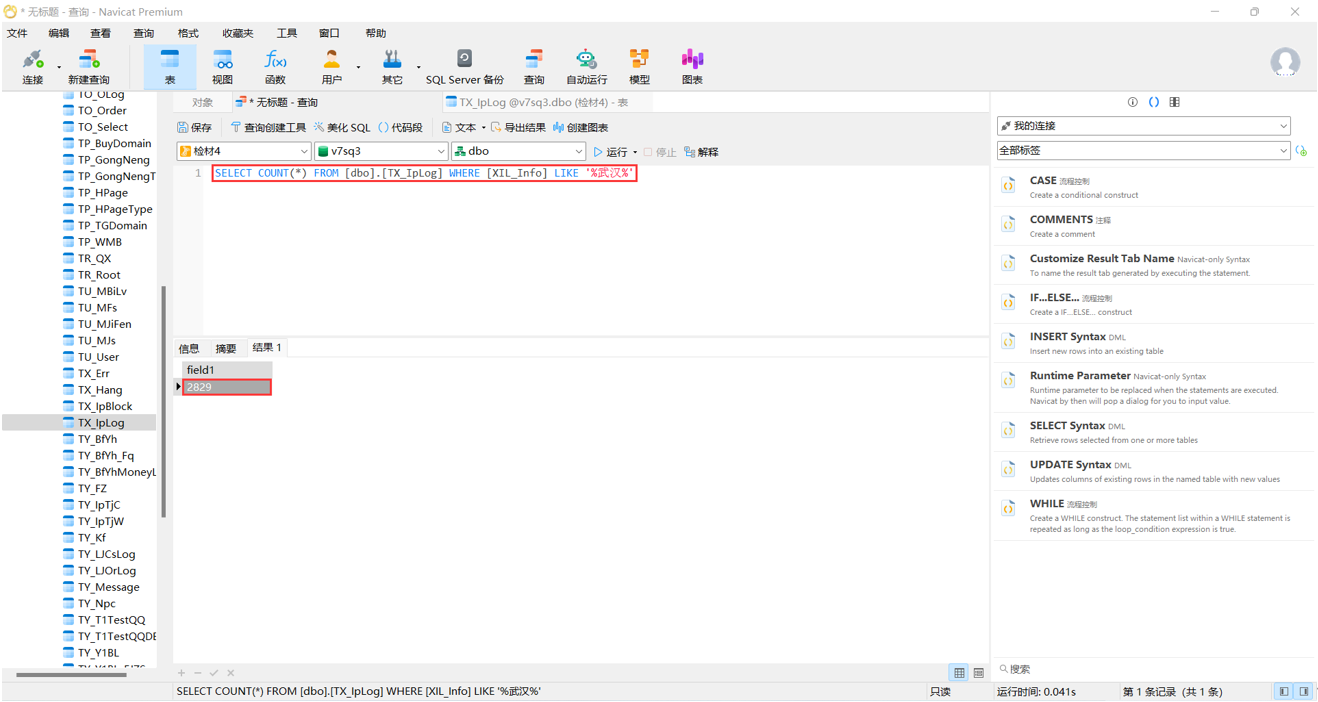 * 无标题 - 查询 - Navicat Premium
文件 编辑 查看 查询 格式 收藏夹 工具 窗口 帮助
连接 新建查询 表 视图 函数 用户 其它 SQL Server 备份 查询 自动运行 模型 图表
TO_OLog
TO_Order
TO_Select
TP_BuyDomain
TP_GongNeng
TP_GongNengT
TP_HPage
TP_HPageType
TP_TGDomain
TP_WMB
TR_QX
TR_Root
TU_MBiLv
TU_MFs
TU_MJiFen
TU_MJs
TU_User
TX_Err
TX_Hang
TX_IpBlock
TX_IpLog
TY_BfYh
TY_BfYh_Fq
TY_BfYhMoneyL
TY_FZ
TY_IpTjC
TY_IpTjW
TY_Kf
TY_LJCsLog
TY_LJOrLog
TY_Message
TY_Npc
TY_T1TestQQ
TY_T1TestQQDE
TY_Y1BL
对象 * 无标题 - 查询 TX_IpLog @v7sq3.dbo (检材4) - 表
保存 查询创建工具 美化 SQL () 代码段 文本 导出结果 创建图表
检材4 v7sq3 dbo 运行 停止 解释
1 SELECT COUNT(*) FROM [dbo].[TX_IpLog] WHERE [XIL_Info] LIKE '%武汉%'
信息 摘要 结果 1
field1
2829
SELECT COUNT(*) FROM [dbo].[TX_IpLog] WHERE [XIL_Info] LIKE '%武汉%'
只读
运行时间: 0.041s
第 1 条记录 (共 1 条)
我的连接
全部标签
CASE 流程控制
Create a conditional construct
COMMENTS 注释
Create a comment
Customize Result Tab Name Navicat-only Syntax
To name the result tab generated by executing the statement.
IF...ELSE... 流程控制
Create a IF...ELSE... construct
INSERT Syntax DML
Insert new rows into an existing table
Runtime Parameter Navicat-only Syntax
Runtime parameter to be replaced when the statements are executed.
Navicat by then will pop a dialog for you to input value.
SELECT Syntax DML
Retrieve rows selected from one or more tables
UPDATE Syntax DML
Updates columns of existing rows in the named table with new values
WHILE 流程控制
Create a WHILE construct. The statement list within a WHILE statement is
repeated as long as the loop_condition expression is true.
搜索